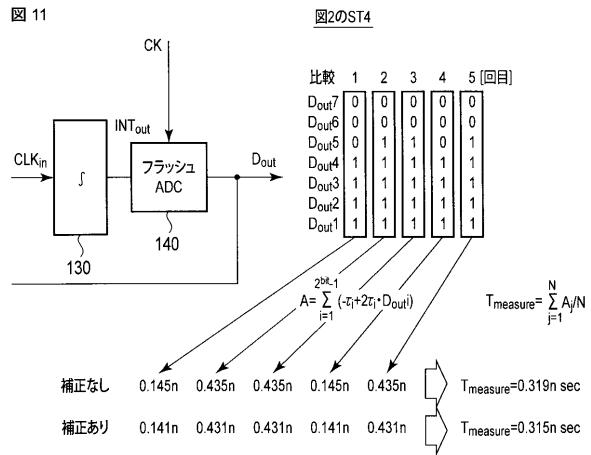 図 11
図2のST4
CK
比較 1 2 3 4 5 [回目]
Dout7 0 0 0 0 0
Dout6 0 0 0 0 0
Dout5 0 1 1 0 1
Dout4 1 1 1 1 1
Dout3 1 1 1 1 1
Dout2 1 1 1 1 1
Dout1 1 1 1 1 1
CLKin
∫
INTout
フラッシュ
ADC
Dout
130
140
A=∑_{i=1}^{2^{bit}-1} (-τi+2τi・Douti)
Tmeasure=∑_{j=1}^{N} Aj/N
補正なし 0.145n 0.435n 0.435n 0.145n 0.435n Tmeasure=0.319n sec
補正あり 0.141n 0.431n 0.431n 0.141n 0.431n Tmeasure=0.315n sec